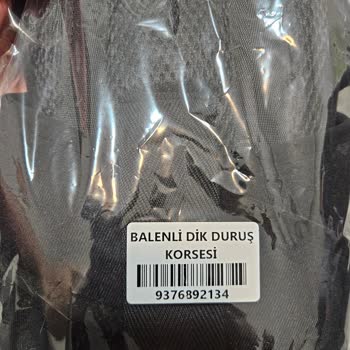 BALENLİ DİK DURUŞ
KORSESİ
9376892134